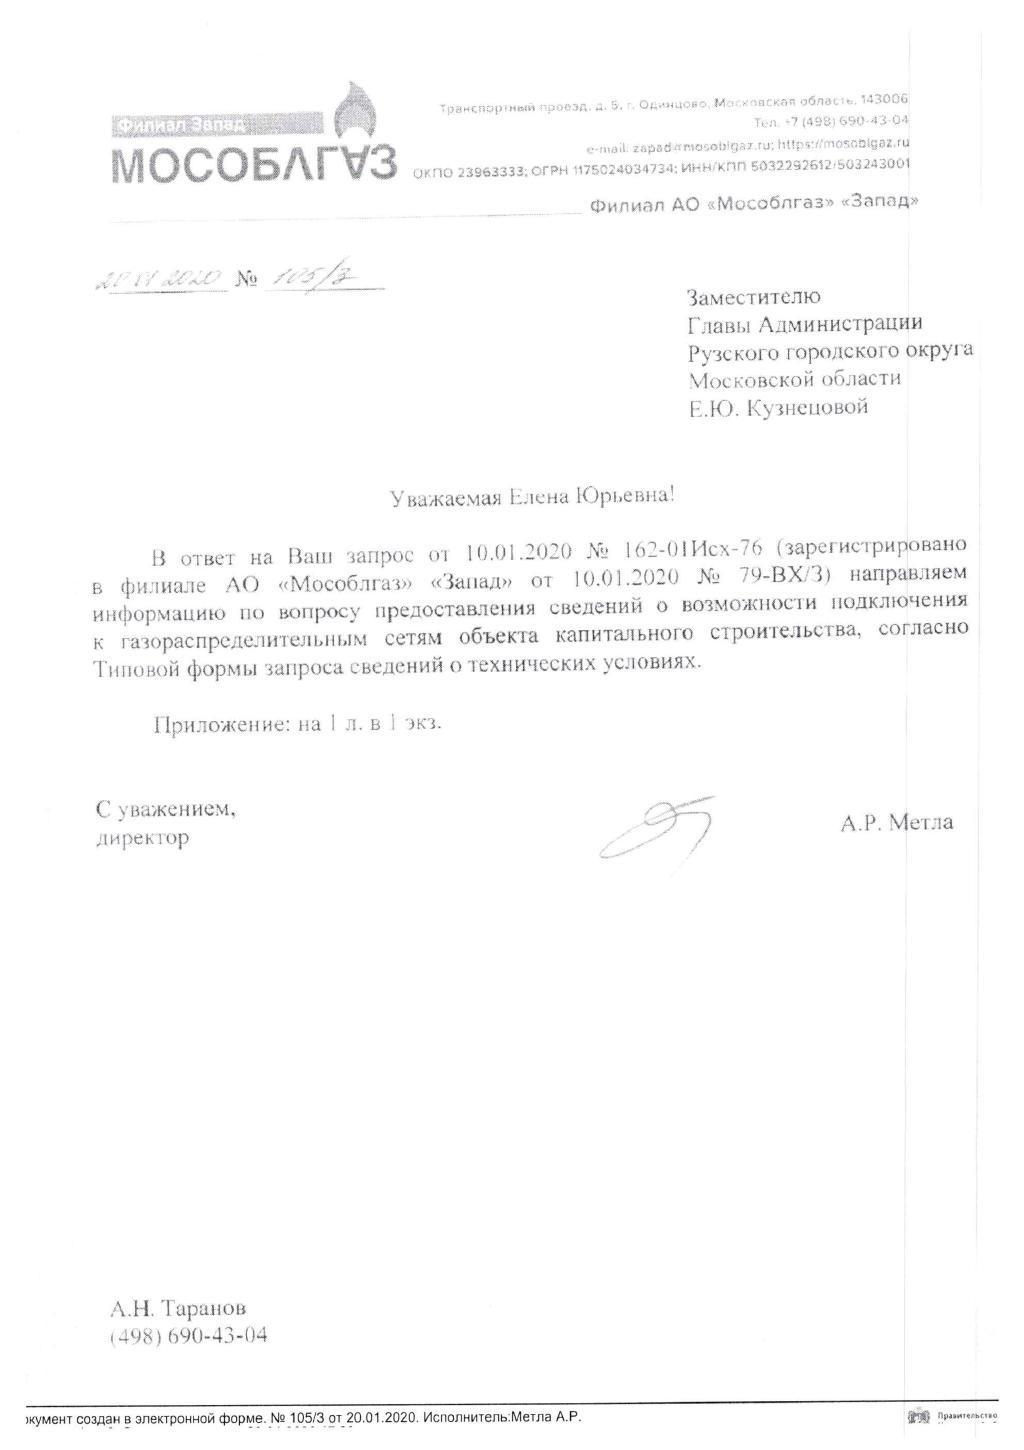 Филиал Запад
МОСОБЛГАЗ
Транспортный проезд, д. 5, г. Одинцово, Московская область, 143006
Тел. +7 (498) 690-43-04
e-mail: zapad@mosoblgaz.ru; https://mosoblgaz.ru
ОКПО 23963333; ОГРН 1175024034734; ИНН/КПП 5032292612/503243001
Филиал АО «Мособлгаз» «Запад»
20 01 2020 № 105/З
Заместителю
Главы Администрации
Рузского городского округа
Московской области
Е.Ю. Кузнецовой
Уважаемая Елена Юрьевна!
В ответ на Ваш запрос от 10.01.2020 № 162-01Исх-76 (зарегистрировано
в филиале АО «Мособлгаз» «Запад» от 10.01.2020 № 79-ВХ/З) направляем
информацию по вопросу предоставления сведений о возможности подключения
к газораспределительным сетям объекта капитального строительства, согласно
Типовой формы запроса сведений о технических условиях.
Приложение: на 1 л. в 1 экз.
С уважением,
директор
А.Р. Метла
А.Н. Таранов
(498) 690-43-04
окумент создан в электронной форме. № 105/3 от 20.01.2020. Исполнитель:Метла А.Р.
Правительство